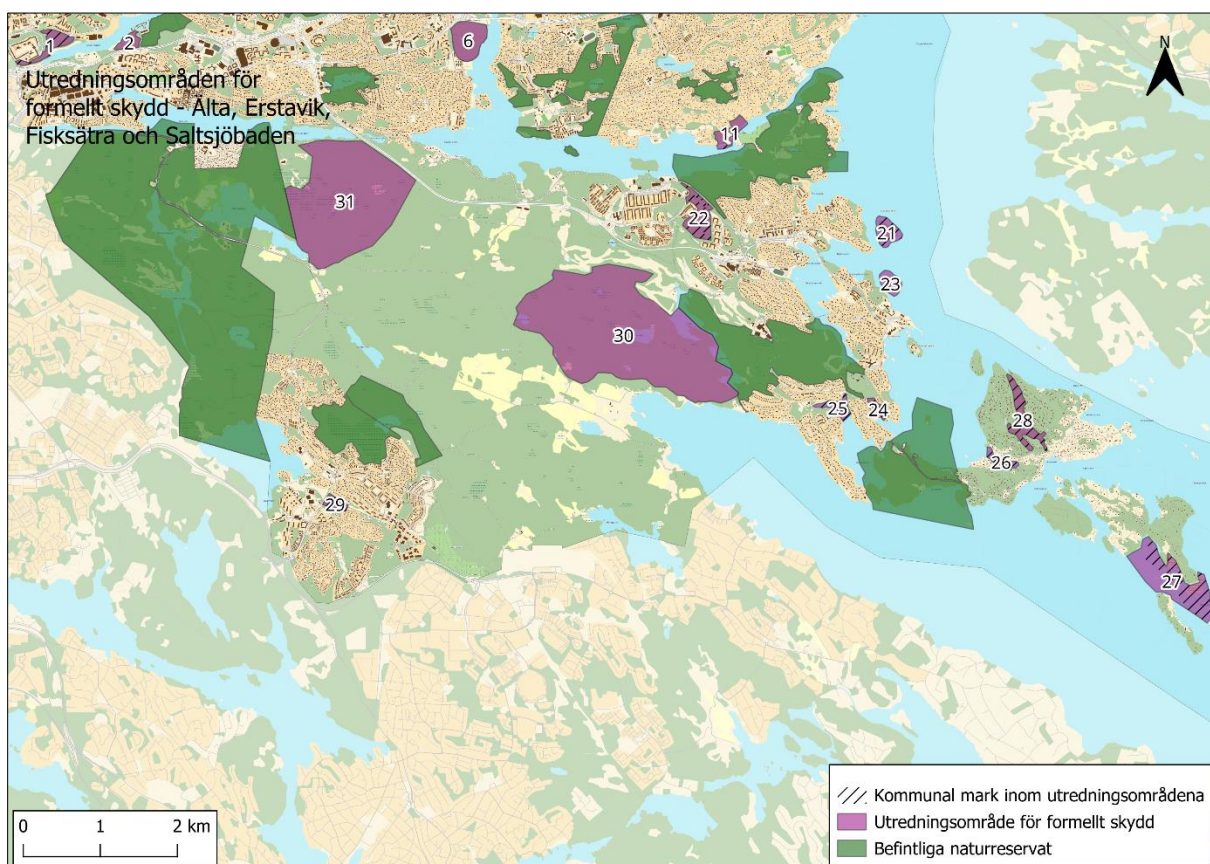 1
2
6
N
Utredningsområden för
formellt skydd - Älta, Erstavik,
Fisksätra och Saltsjöbaden
11
31
22
21
23
30
25
24
28
26
29
27
Kommunal mark inom utredningsområdena
Utredningsområde för formellt skydd
Befintliga naturreservat
0 1 2 km